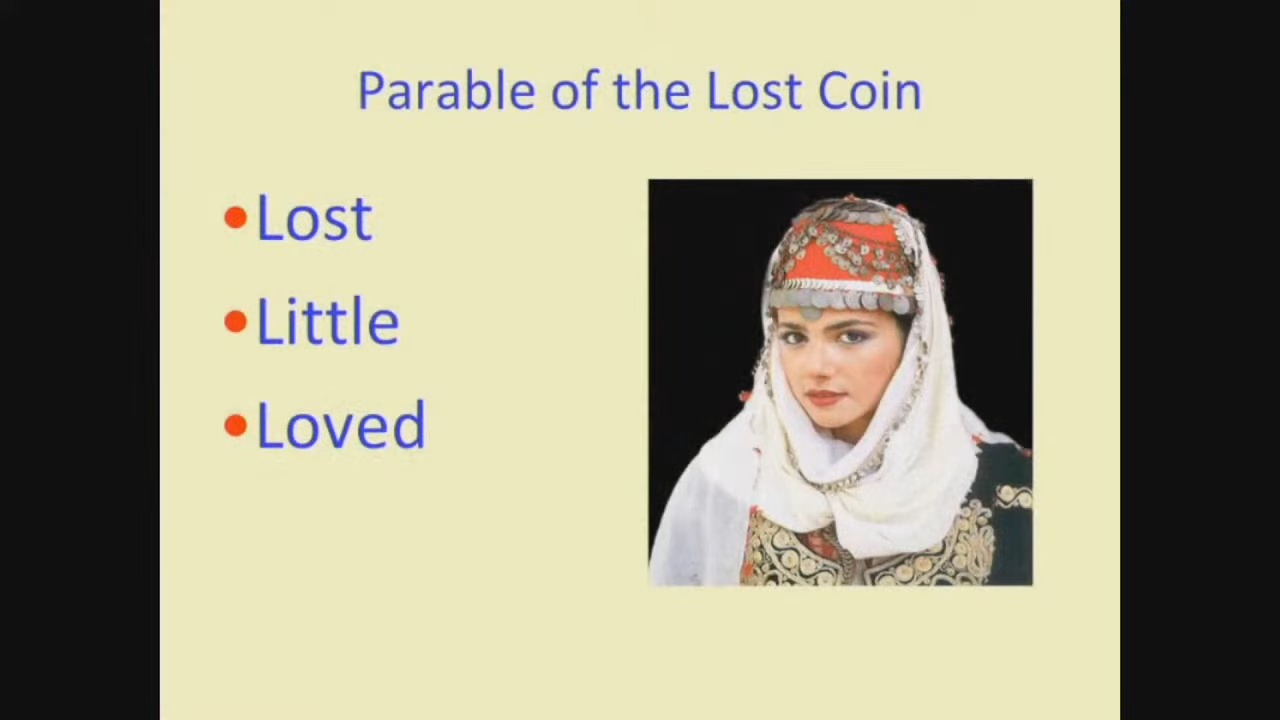 Parable of the Lost Coin
•Lost
•Little
•Loved